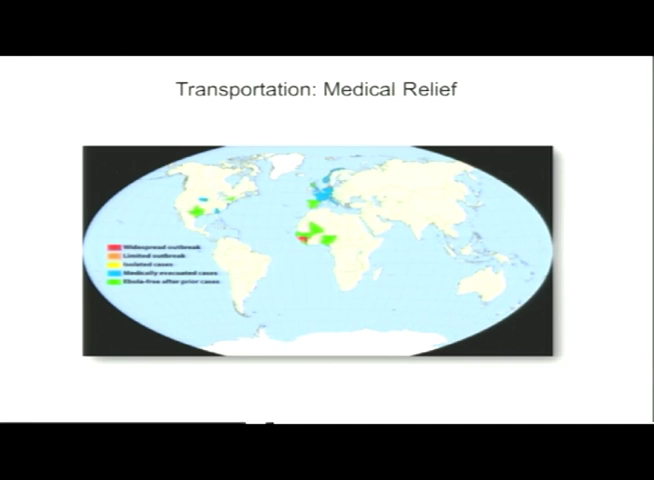 Transportation: Medical Relief
Widespread outbreak
Limited outbreak
Isolated cases
Medically evacuated cases
Ebola-free after prior cases